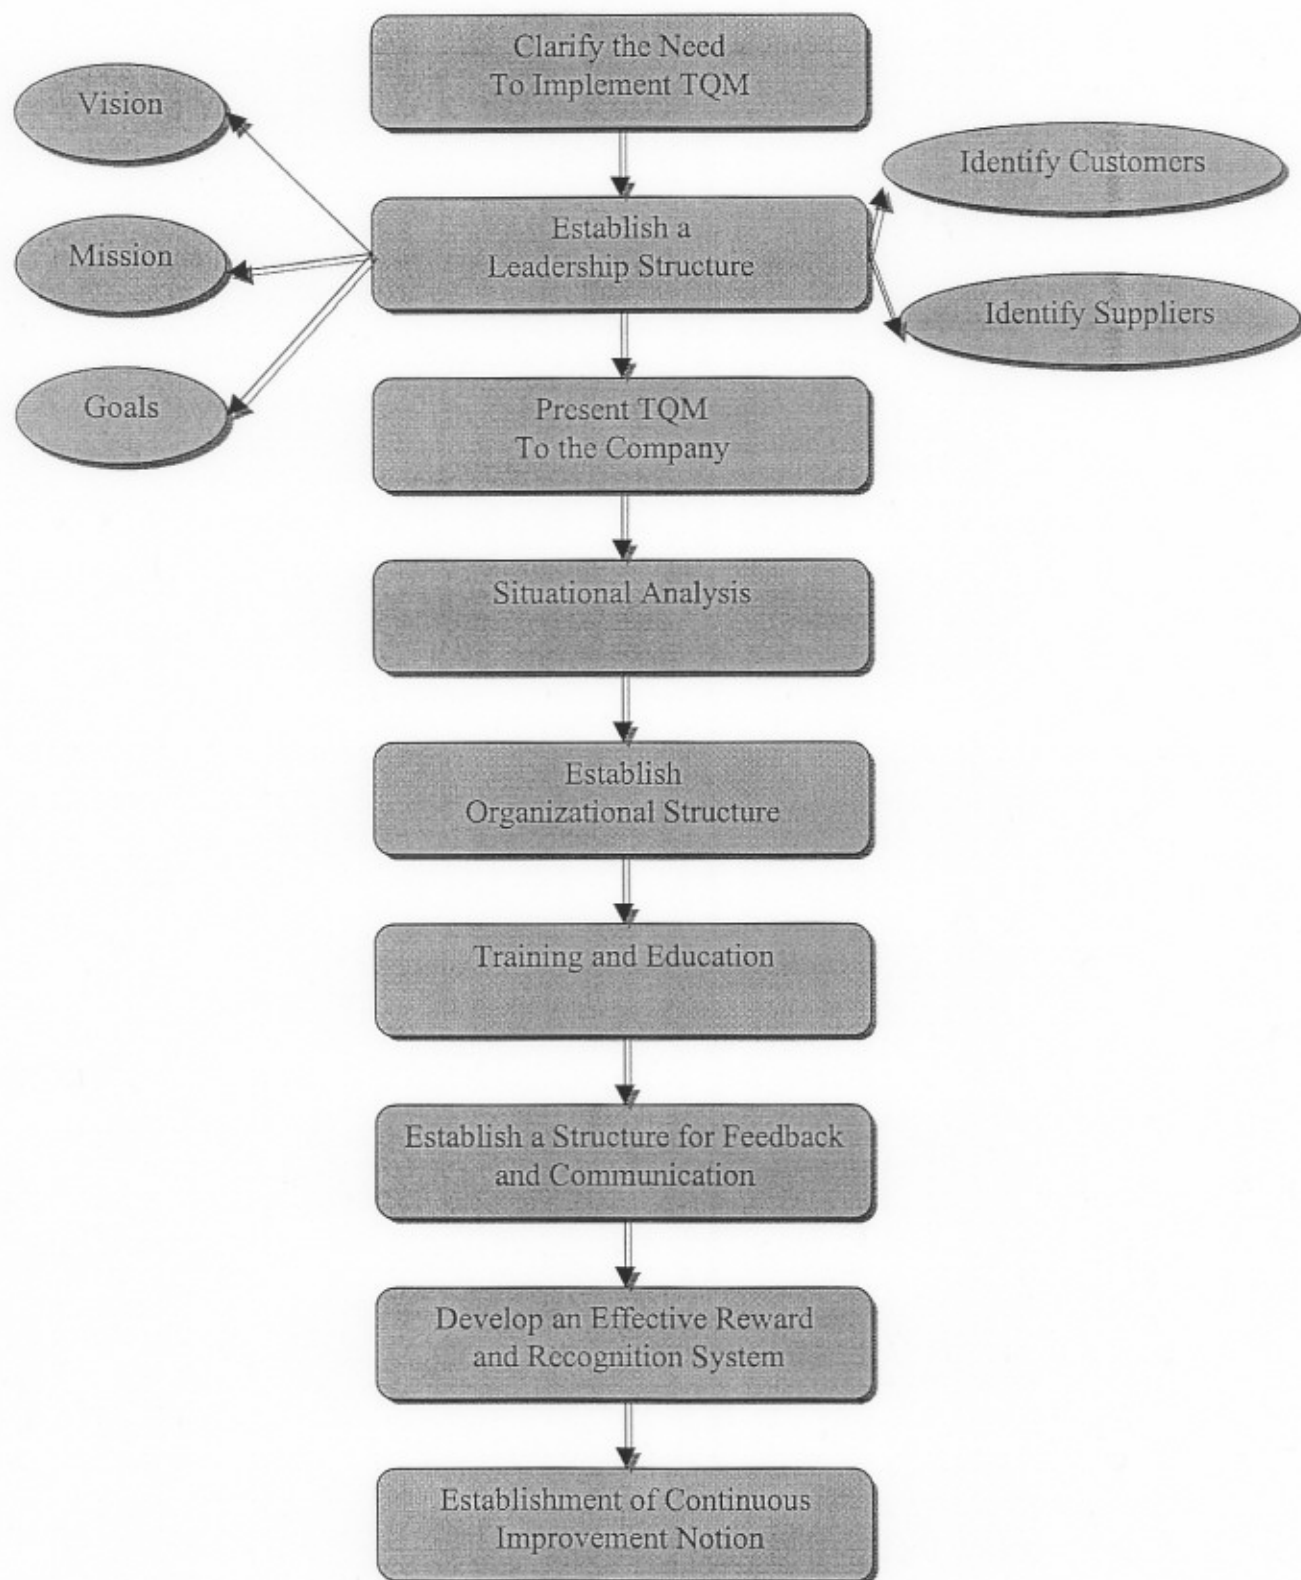 Clarify the Need
To Implement TQM
Vision
Identify Customers
Establish a
Leadership Structure
Mission
Identify Suppliers
Goals
Present TQM
To the Company
Situational Analysis
Establish
Organizational Structure
Training and Education
Establish a Structure for Feedback
and Communication
Develop an Effective Reward
and Recognition System
Establishment of Continuous
Improvement Notion